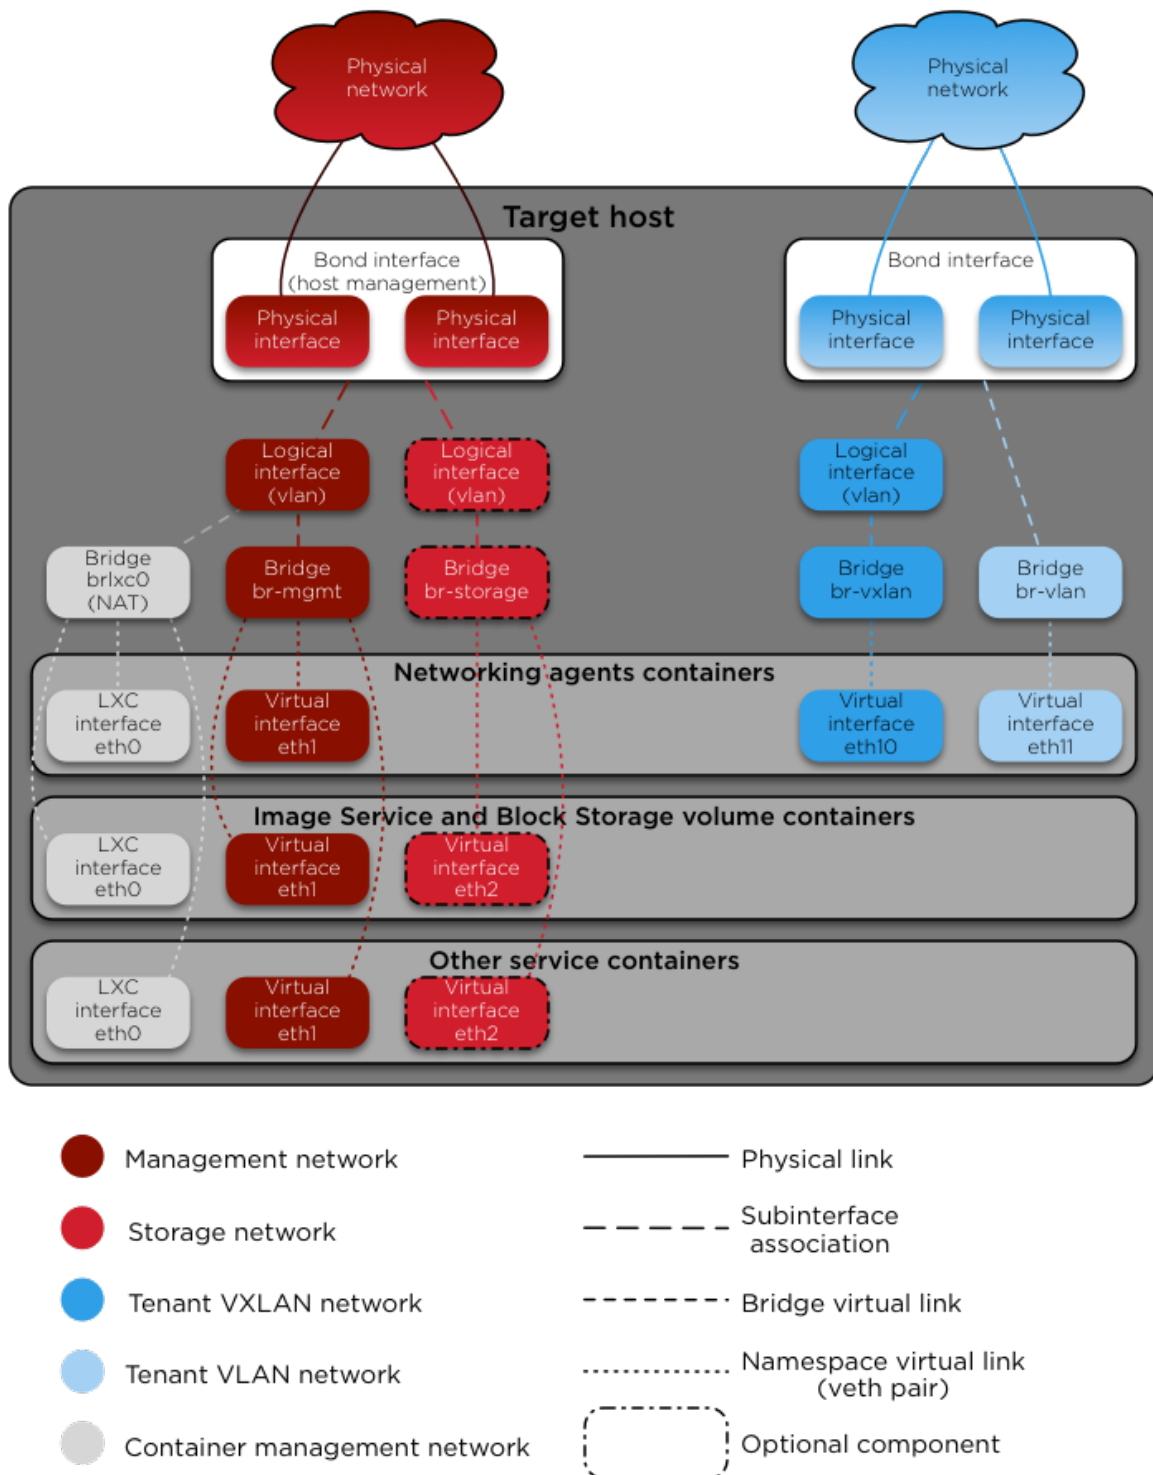 Physical
network
Physical
network
Target host
Bond interface
(host management)
Physical
interface
Physical
interface
Bond interface
Physical
interface
Physical
interface
Logical
interface
(vlan)
Logical
interface
(vlan)
Logical
interface
(vlan)
Bridge
brlxc0
(NAT)
Bridge
br-mgmt
Bridge
br-storage
Bridge
br-vxlan
Bridge
br-vlan
Networking agents containers
LXC
interface
eth0
Virtual
interface
eth1
Virtual
interface
eth10
Virtual
interface
eth11
Image Service and Block Storage volume containers
LXC
interface
eth0
Virtual
interface
eth1
Virtual
interface
eth2
Other service containers
LXC
interface
eth0
Virtual
interface
eth1
Virtual
interface
eth2
Management network
Storage network
Tenant VXLAN network
Tenant VLAN network
Container management network
Physical link
Subinterface
association
Bridge virtual link
Namespace virtual link
(veth pair)
Optional component